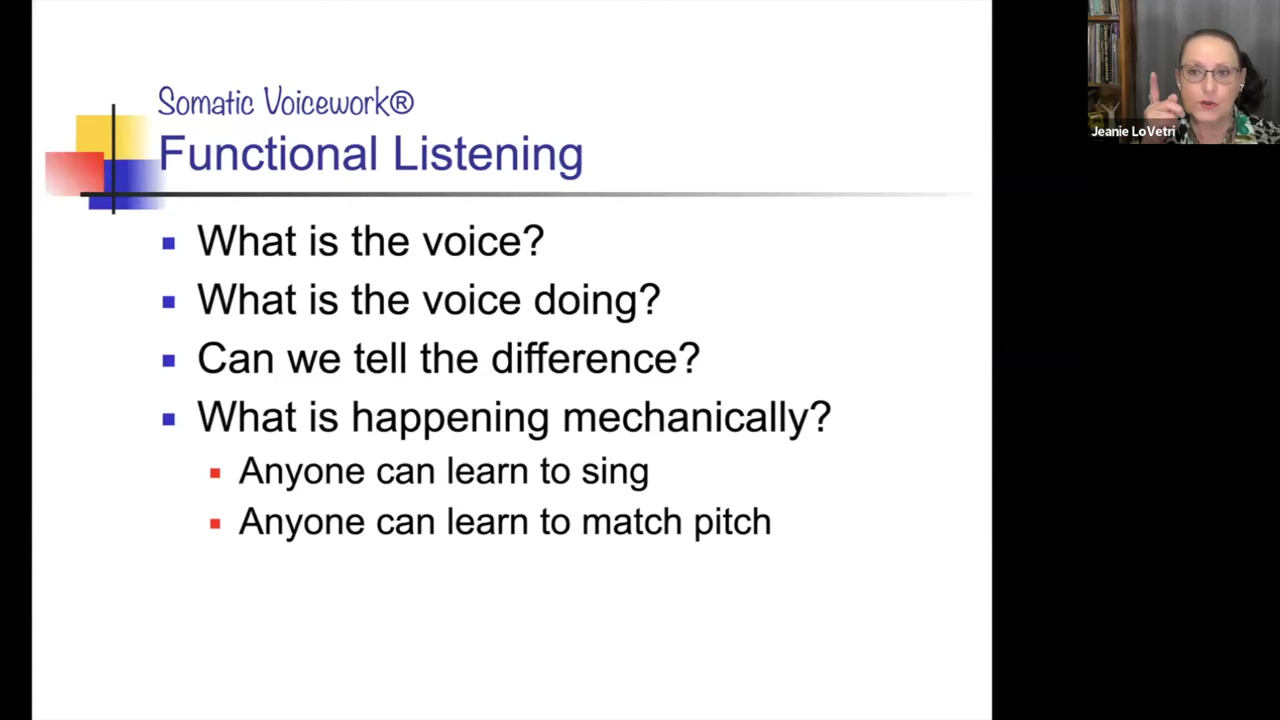 Somatic Voicework®
Functional Listening
What is the voice?
What is the voice doing?
Can we tell the difference?
What is happening mechanically?
Anyone can learn to sing
Anyone can learn to match pitch
Jeanie LoVetri